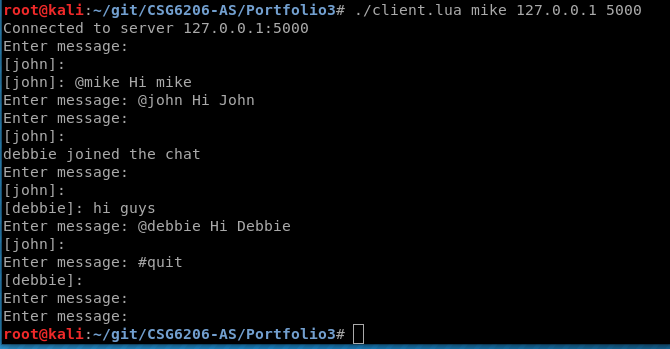 root@kali:~/git/CSG6206-AS/Portfolio3# ./client.lua mike 127.0.0.1 5000
Connected to server 127.0.0.1:5000
Enter message:
[john]:
[john]: @mike Hi mike
Enter message: @john Hi John
Enter message:
[john]:
debbie joined the chat
Enter message:
[john]:
[debbie]: hi guys
Enter message: @debbie Hi Debbie
[john]:
Enter message: #quit
[debbie]:
Enter message:
Enter message:
root@kali:~/git/CSG6206-AS/Portfolio3#